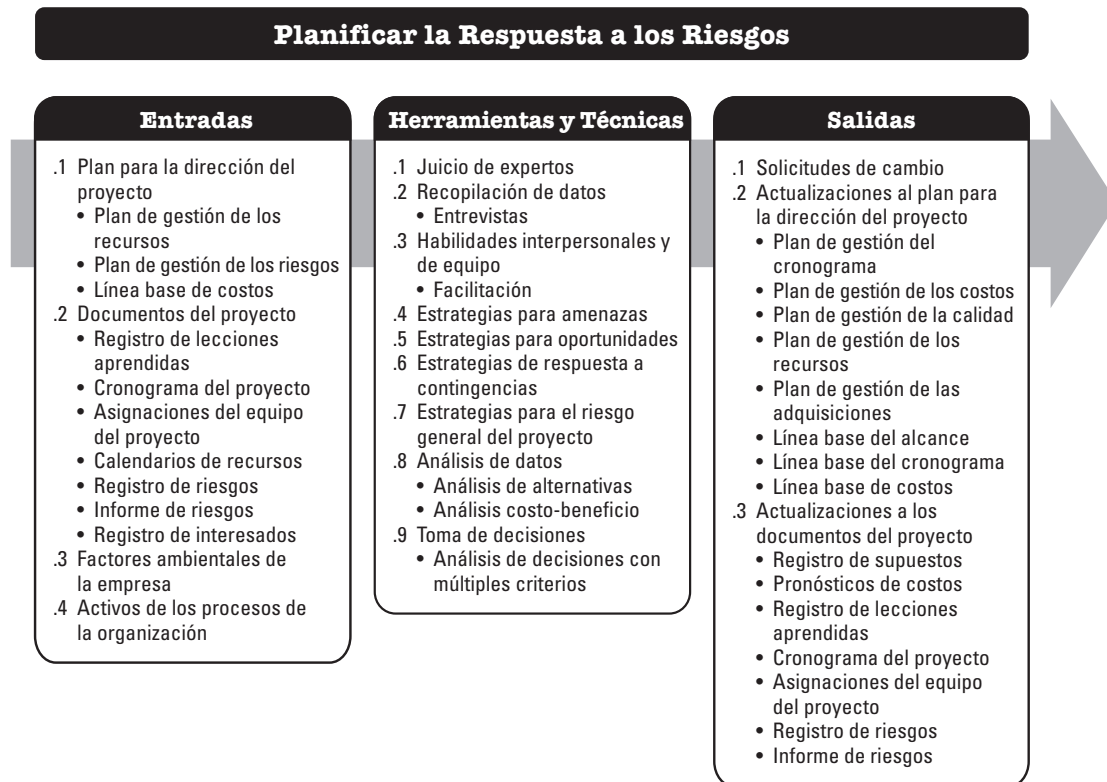 Planificar la Respuesta a los Riesgos
Entradas
.1 Plan para la dirección del
proyecto
• Plan de gestión de los
recursos
• Plan de gestión de los riesgos
• Línea base de costos
.2 Documentos del proyecto
• Registro de lecciones
aprendidas
• Cronograma del proyecto
• Asignaciones del equipo
del proyecto
• Calendarios de recursos
• Registro de riesgos
• Informe de riesgos
• Registro de interesados
.3 Factores ambientales de
la empresa
.4 Activos de los procesos de
la organización
Herramientas y Técnicas
.1 Juicio de expertos
.2 Recopilación de datos
• Entrevistas
.3 Habilidades interpersonales y
de equipo
• Facilitación
.4 Estrategias para amenazas
.5 Estrategias para oportunidades
.6 Estrategias de respuesta a
contingencias
.7 Estrategias para el riesgo
general del proyecto
.8 Análisis de datos
• Análisis de alternativas
• Análisis costo-beneficio
.9 Toma de decisiones
• Análisis de decisiones con
múltiples criterios
Salidas
.1 Solicitudes de cambio
.2 Actualizaciones al plan para
la dirección del proyecto
• Plan de gestión del
cronograma
• Plan de gestión de los costos
• Plan de gestión de la calidad
• Plan de gestión de los
recursos
• Plan de gestión de las
adquisiciones
• Línea base del alcance
• Línea base del cronograma
• Línea base de costos
.3 Actualizaciones a los
documentos del proyecto
• Registro de supuestos
• Pronósticos de costos
• Registro de lecciones
aprendidas
• Cronograma del proyecto
• Asignaciones del equipo
del proyecto
• Registro de riesgos
• Informe de riesgos